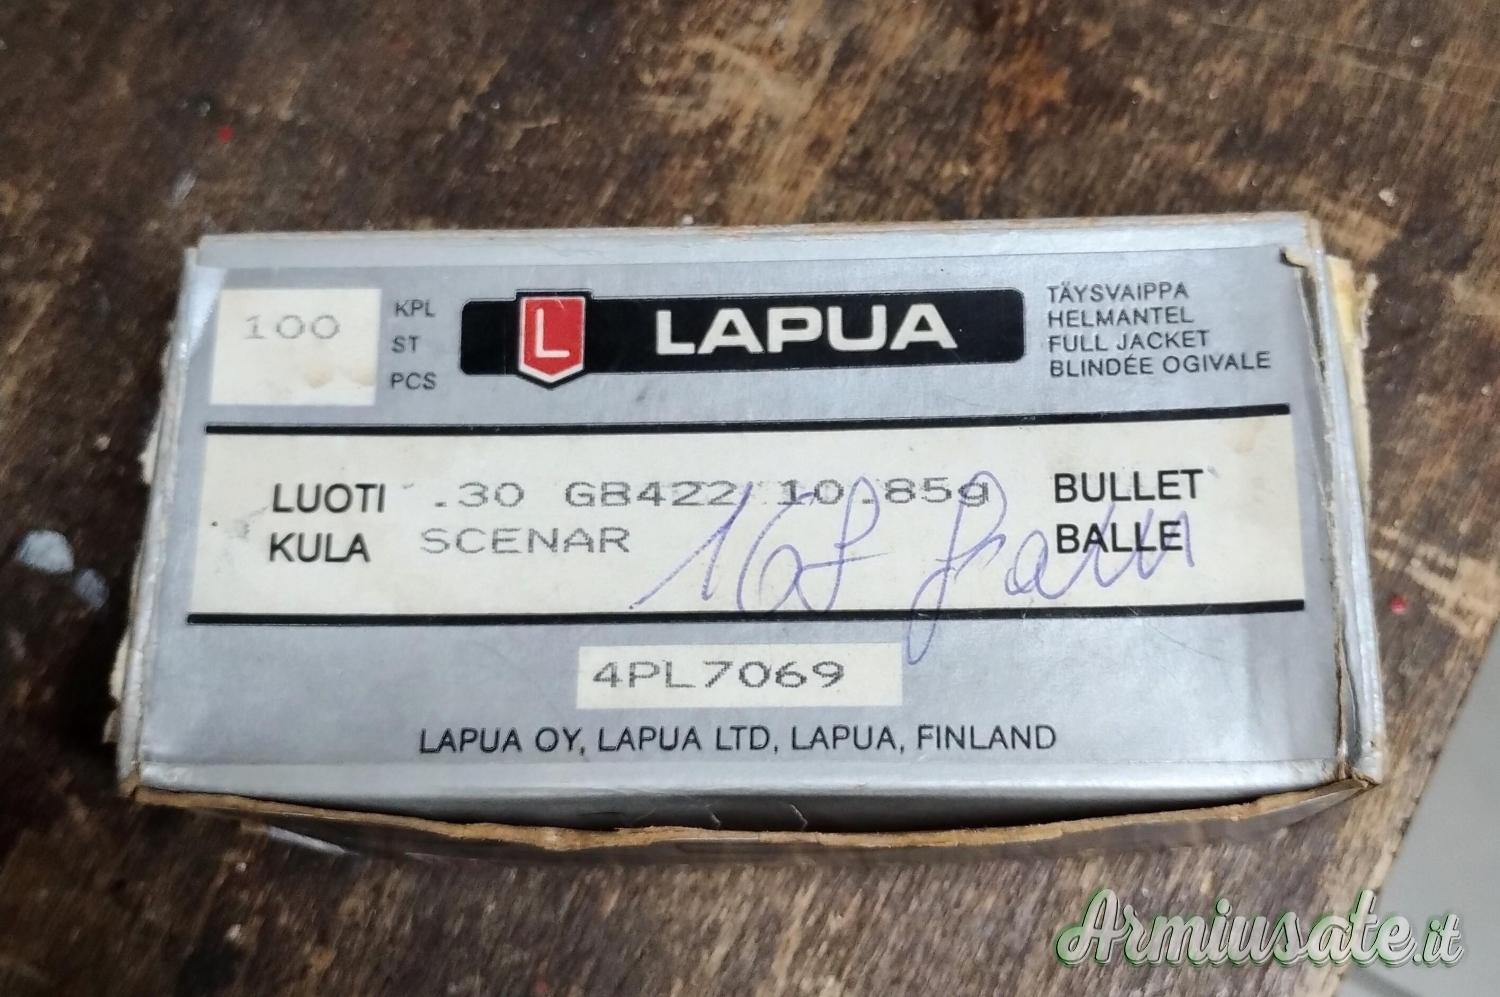 100
KPL
ST
PCS
L LAPUA
TÄYSVAIPPA
HELMANTEL
FULL JACKET
BLINDÉE OGIVALE
LUOTI .30 GB422 10.85g BULLET
KULA SCENAR BALLE
168
4PL7069
LAPUA OY, LAPUA LTD, LAPUA, FINLAND
Armiusate.it